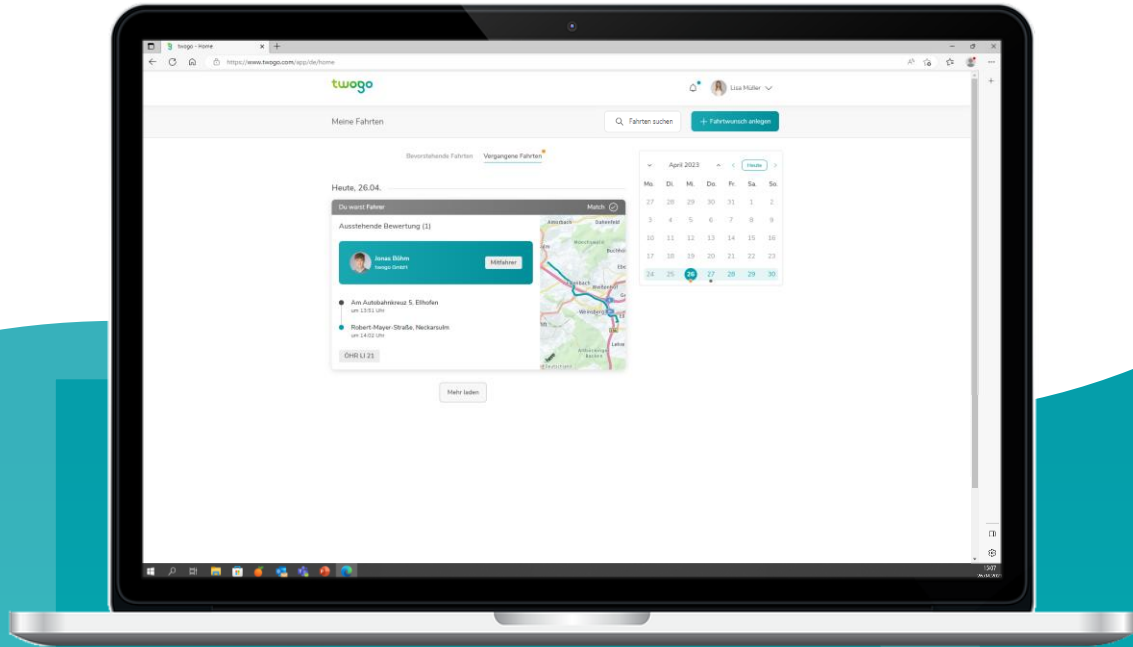 twogo - Home
https://www.twogo.com/app/de/home
twogo
Lisa Müller
Meine Fahrten
Fahrten suchen
+ Fahrtwunsch anlegen
Bevorstehende Fahrten
Vergangene Fahrten
April 2023
Heute
Mo. Di. Mi. Do. Fr. Sa. So.
27 28 29 30 31 1 2
3 4 5 6 7 8 9
10 11 12 13 14 15 16
17 18 19 20 21 22 23
24 25 26 27 28 29 30
Heute, 26.04.
Du warst Fahrer
Match
Ausstehende Bewertung (1)
Jonas Böhm
twogo GmbH
Mitfahrer
Am Autobahnkreuz 5, Ellhofen
um 13:51 Uhr
Robert-Mayer-Straße, Neckarsulm
um 14:02 Uhr
ÖHR LI 21
Weinsberg
Mehr laden